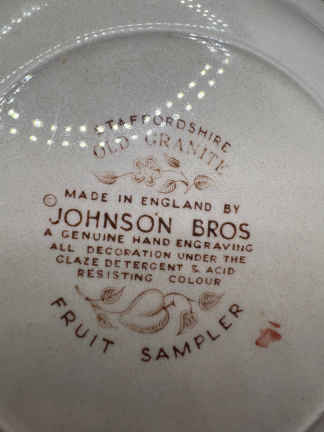 STAFFORDSHIRE
OLD GRANITE
MADE IN ENGLAND BY
© JOHNSON BROS
A GENUINE HAND ENGRAVING
ALL DECORATION UNDER THE
GLAZE DETERGENT & ACID
RESISTING COLOUR
FRUIT SAMPLER